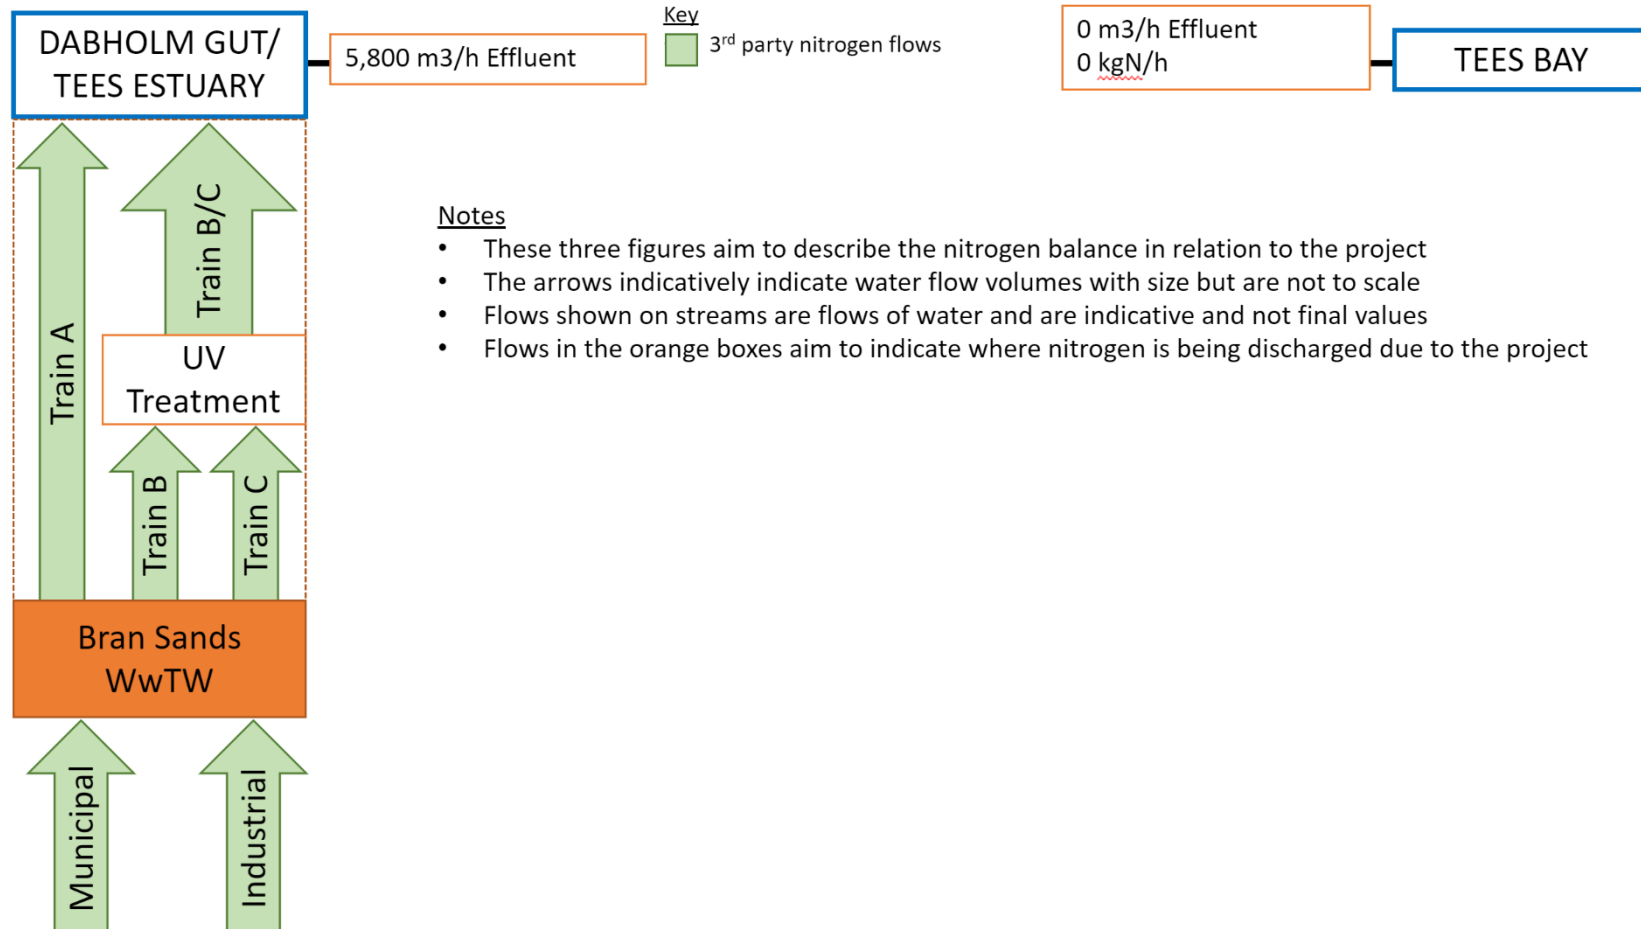 DABHOLM GUT/
TEES ESTUARY
5,800 m3/h Effluent
Key
3rd party nitrogen flows
0 m3/h Effluent
0 kgN/h
TEES BAY
Train A
Train B/C
UV
Treatment
Train B
Train C
Bran Sands
WwTW
Municipal
Industrial
Notes
• These three figures aim to describe the nitrogen balance in relation to the project
• The arrows indicatively indicate water flow volumes with size but are not to scale
• Flows shown on streams are flows of water and are indicative and not final values
• Flows in the orange boxes aim to indicate where nitrogen is being discharged due to the project